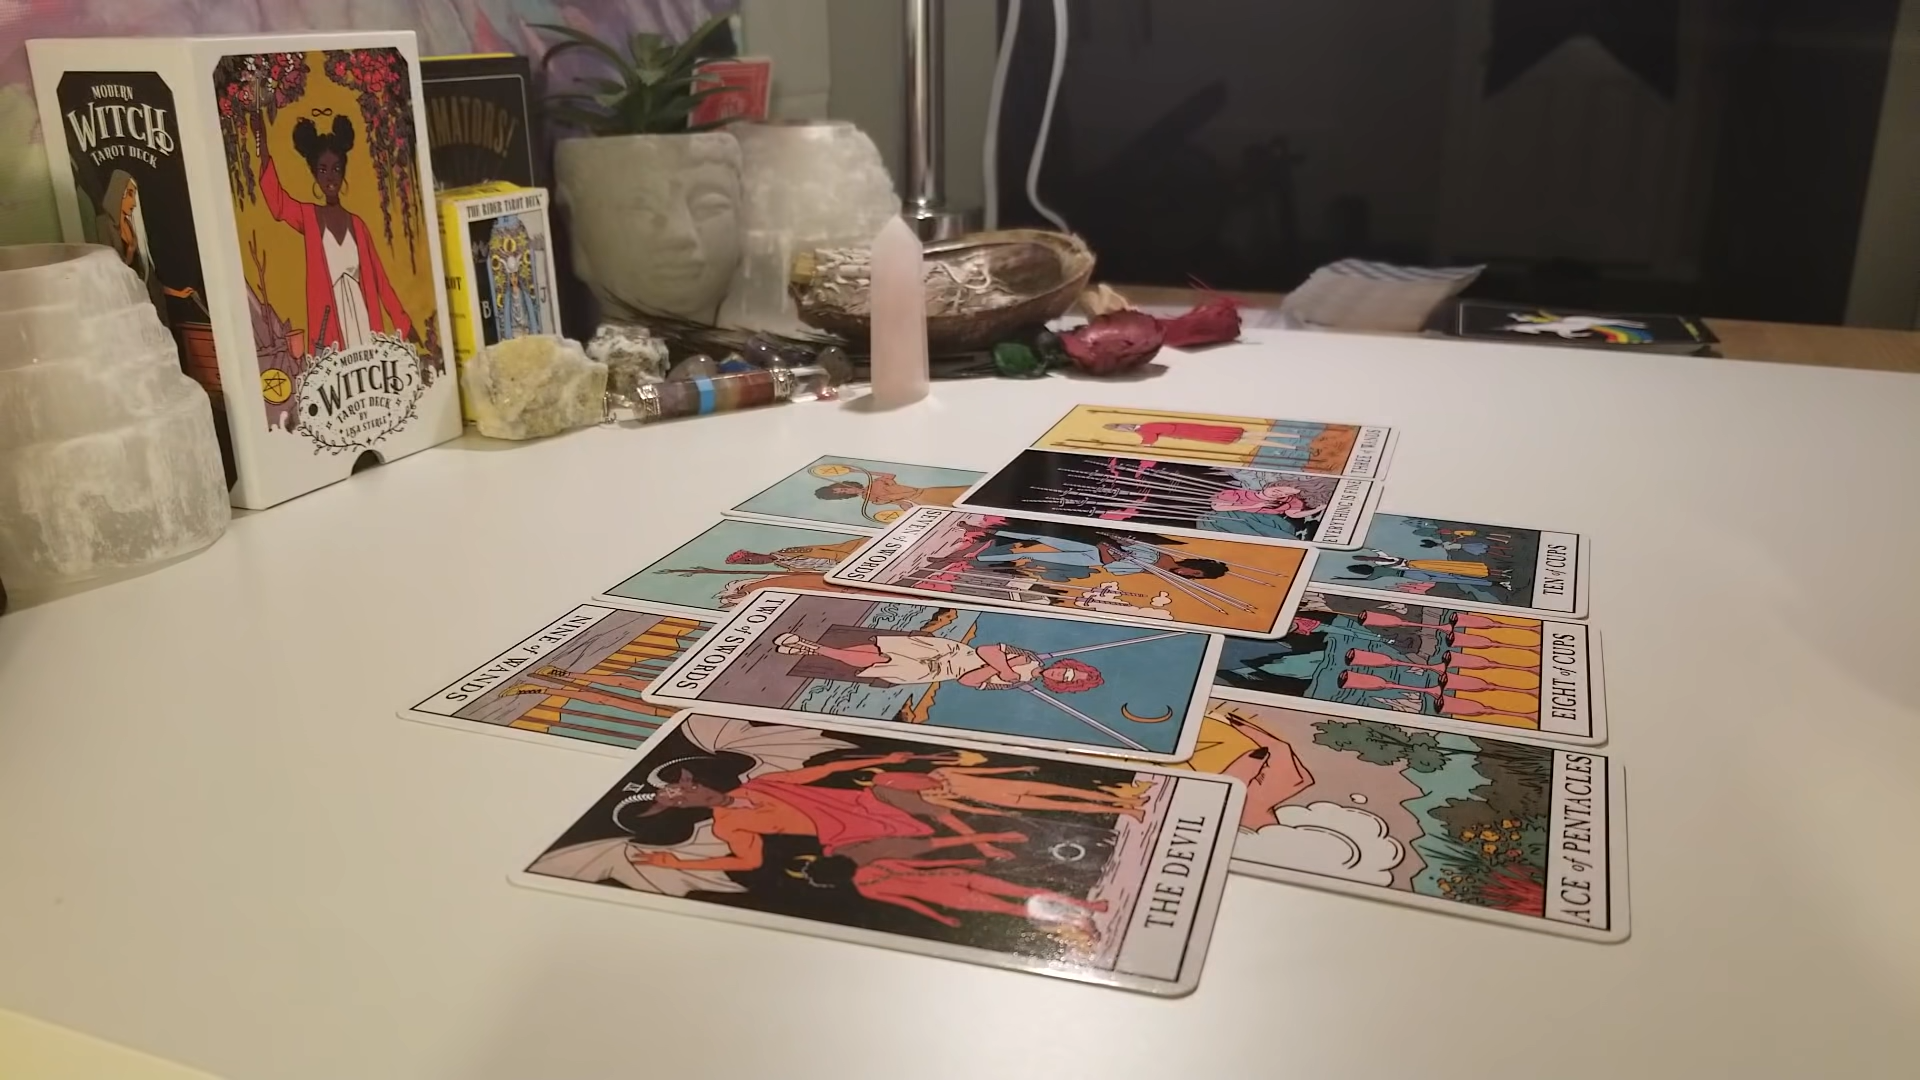 MODERN
WITCH
TAROT DECK
MODERN
WITCH
TAROT DECK
BY
LISA STERLE
MATORS!
THE RIDER TAROT DECK
B
J
THREE of WANDS
EVERYTHING IS FINE
SEVEN of SWORDS
TEN of CUPS
TWO of SWORDS
EIGHT of CUPS
NINE of WANDS
ACE of PENTACLES
THE DEVIL